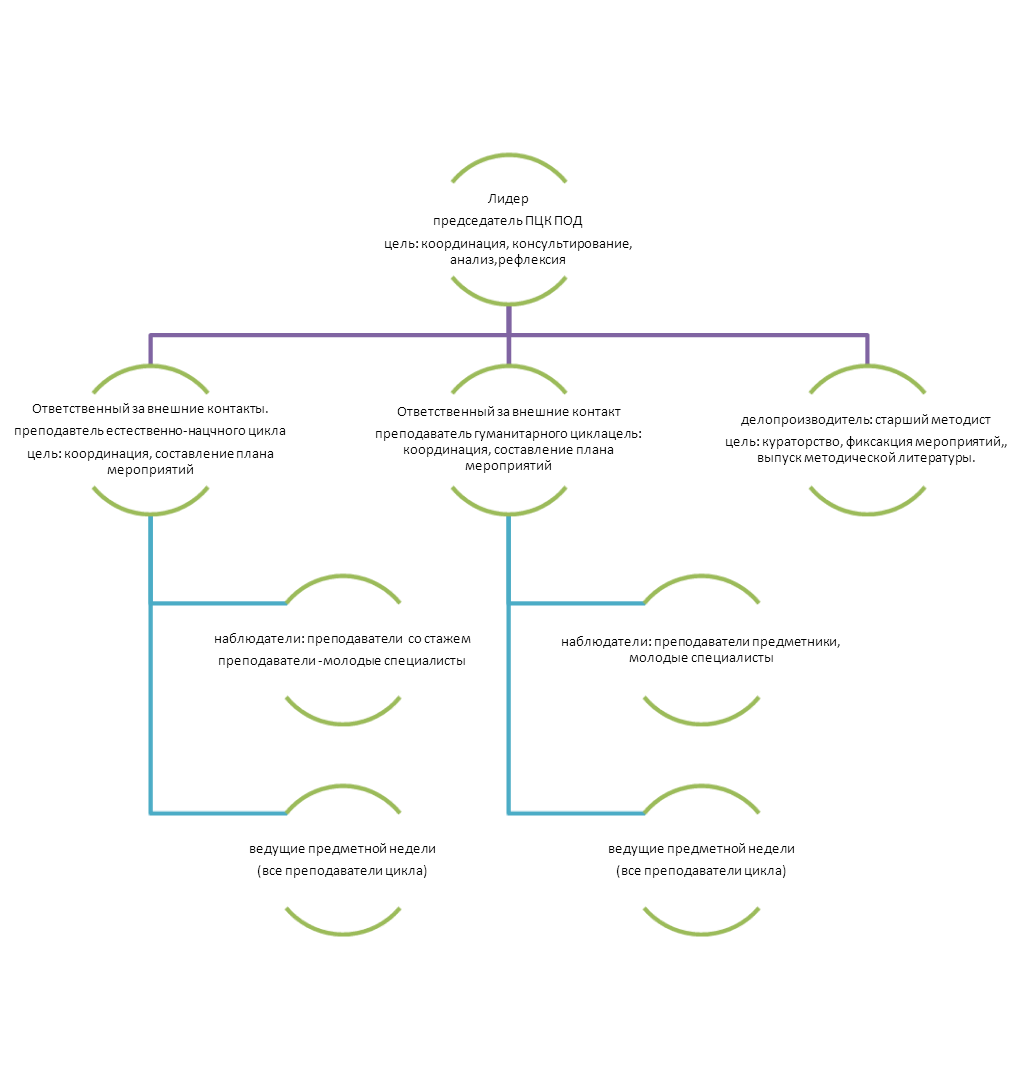 Лидер
председатель ПЦК ПОД
цель: координация, консультирование,
анализ,рефлексия
Ответственный за внешние контакты.
преподавтель естественно-наччного цикла
цель: координация, составление плана
мероприятий
Ответственный за внешние контакт
преподаватель гуманитарного циклацель:
координация, составление плана
мероприятий
делопроизводитель: старший методист
цель: кураторство, фиксакция мероприятий,,
выпуск методической литературы.
наблюдатели: преподаватели со стажем
преподаватели -молодые специалисты
наблюдатели: преподаватели предметники,
молодые специалисты
ведущие предметной недели
(все преподаватели цикла)
ведущие предметной недели
(все преподаватели цикла)